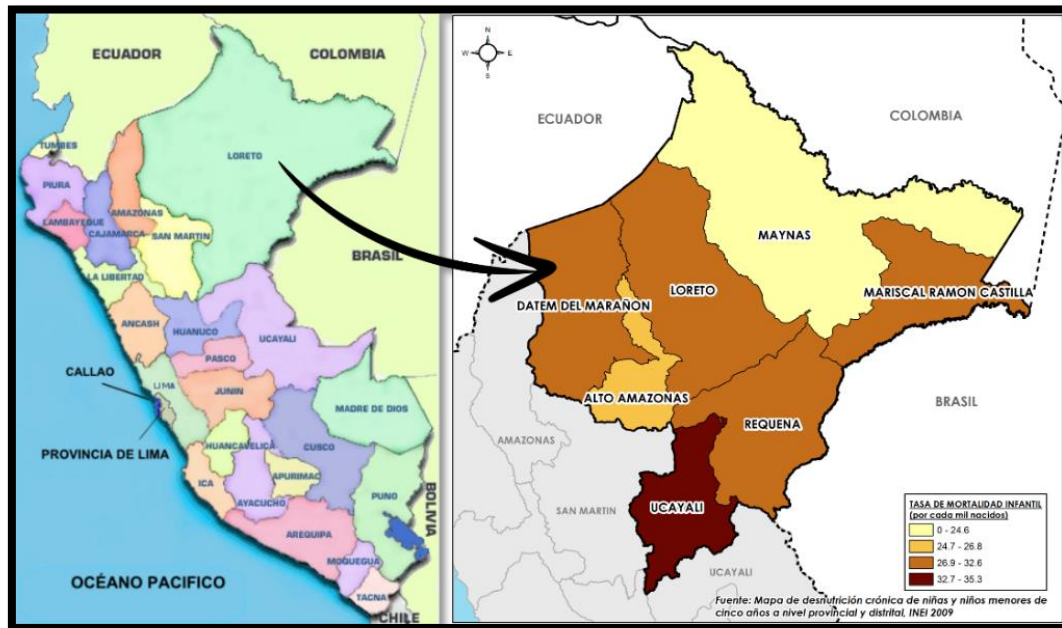 ECUADOR
COLOMBIA
TUMBES
LORETO
PIURA
AMAZONAS
LAMBAYEQUE
CAJAMARCA
SAN MARTIN
BRASIL
LA LIBERTAD
ANCASH
HUANUCO
UCAYALI
PASCO
CALLAO
LIMA
JUNIN
MADRE DE DIOS
PROVINCIA DE LIMA
HUANCAVELICA
CUSCO
ICA
APURIMAC
AYACUCHO
PUNO
BOLIVIA
AREQUIPA
MOQUEGUA
OCÉANO PACIFICO
TACNA
CHILE
N
W
E
S
ECUADOR
COLOMBIA
MAYNAS
LORETO
MARISCAL RAMON CASTILLA
DATEM DEL MARAÑON
ALTO AMAZONAS
REQUENA
BRASIL
AMAZONAS
SAN MARTIN
UCAYALI
UCAYALI
TASA DE MORTALIDAD INFANTIL
(por cada mil nacidos)
0 - 24.6
24.7 - 26.8
26.9 - 32.6
32.7 - 35.3
Fuente: Mapa de desnutrición crónica de niñas y niños menores de
cinco años a nivel provincial y distrital, INEI 2009